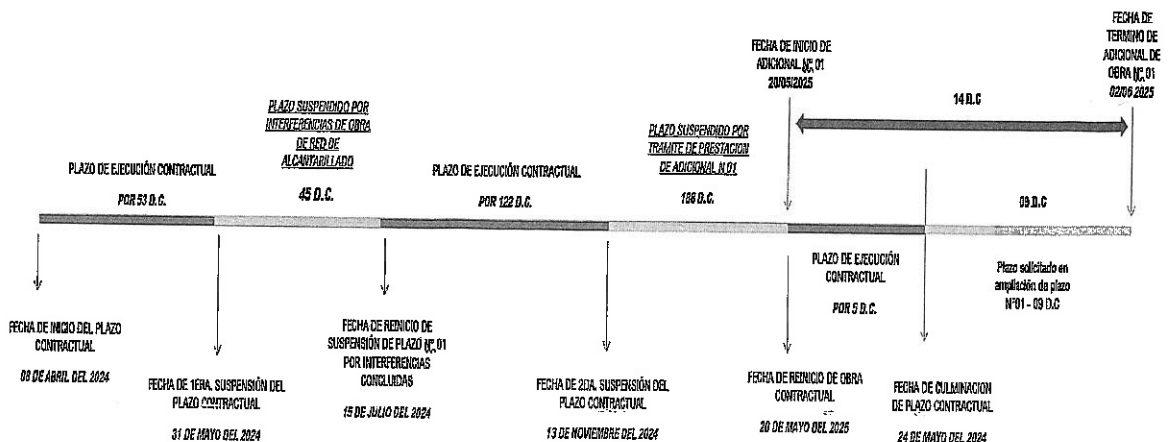 FECHA DE INICIO DE
ADICIONAL Nº 01
20/05/2025
FECHA DE
TERMINO DE
ADICIONAL DE
OBRA Nº 01
02/06 2025
14 D.C
PLAZO SUSPENDIDO POR
INTERFERENCIAS DE OBRA
DE RED DE
ALCANTARILLADO
45 D.C.
PLAZO SUSPENDIDO POR
TRAMITE DE PRESTACION
DE ADICIONAL N.01
188 D.C.
PLAZO DE EJECUCIÓN CONTRACTUAL
POR 53 D.C.
PLAZO DE EJECUCIÓN CONTRACTUAL
POR 122 D.C.
09 D.C
PLAZO DE EJECUCIÓN
CONTRACTUAL
POR 5 D.C.
Plazo solicitado en
ampliación de plazo
N°01 - 09 D.C
FECHA DE INICIO DEL PLAZO
CONTRACTUAL
08 DE ABRIL DEL 2024
FECHA DE 1ERA. SUSPENSIÓN DEL
PLAZO CONTRACTUAL
31 DE MAYO DEL 2024
FECHA DE REINICIO DE
SUSPENSIÓN DE PLAZO Nº 01
POR INTERFERENCIAS
CONCLUIDAS
15 DE JULIO DEL 2024
FECHA DE 2DA. SUSPENSIÓN DEL
PLAZO CONTRACTUAL
13 DE NOVIEMBRE DEL 2024
FECHA DE REINICIO DE OBRA
CONTRACTUAL
20 DE MAYO DEL 2025
FECHA DE CULMINACION
DE PLAZO CONTRACTUAL
24 DE MAYO DEL 2024